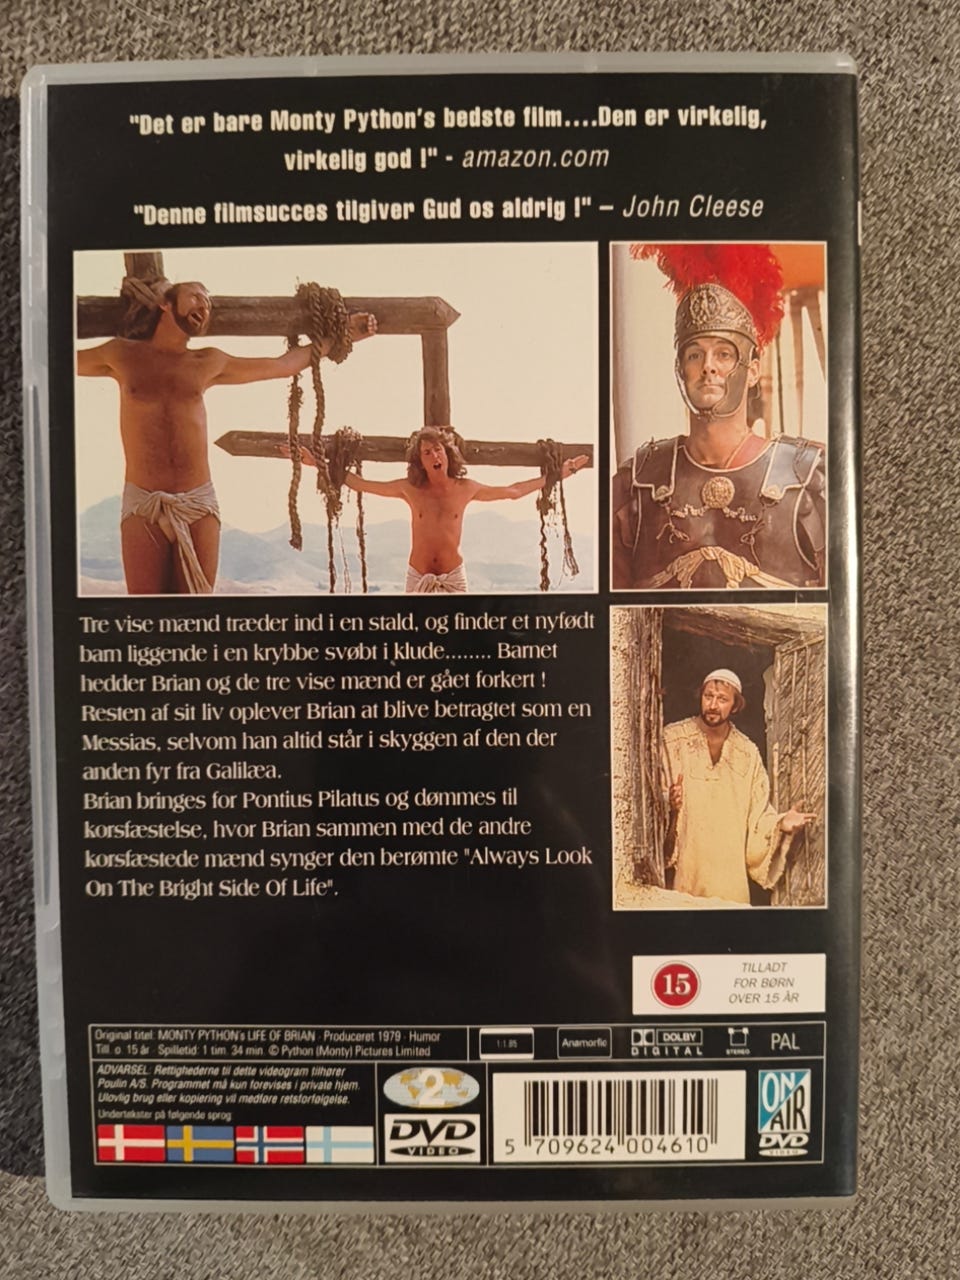 "Det er bare Monty Python's bedste film....Den er virkelig,
virkelig god !" - amazon.com
"Denne filmsucces tilgiver Gud os aldrig !" – John Cleese
Tre vise mænd træder ind i en stald, og finder et nyfødt
barn liggende i en krybbe svøbt i klude........ Barnet
hedder Brian og de tre vise mænd er gået forkert !
Resten af sit liv oplever Brian at blive betragtet som en
Messias, selvom han altid står i skyggen af den der
anden fyr fra Galilæa.
Brian bringes for Pontius Pilatus og dømmes til
korsfæstelse, hvor Brian sammen med de andre
korsfæstede mænd synger den berømte "Always Look
On The Bright Side Of Life".
15
TILLADT
FOR BØRN
OVER 15 ÅR
Original titel: MONTY PYTHON's LIFE OF BRIAN · Produceret 1979 · Humor
Till. o. 15 år · Spilletid: 1 tim. 34 min. © Python (Monty) Pictures Limited
1:1.85
Anamorfic
DOLBY
DIGITAL
STEREO
PAL
ADVARSEL: Rettighederne til dette videogram tilhører
Poulin A/S. Programmet må kun forevises i private hjem.
Ulovlig brug eller kopiering vil medføre retsforfølgelse.
Undertekster på følgende sprog:
2
DVD
VIDEO
5 709624 004610
ON
AIR
DVD
VIDEO